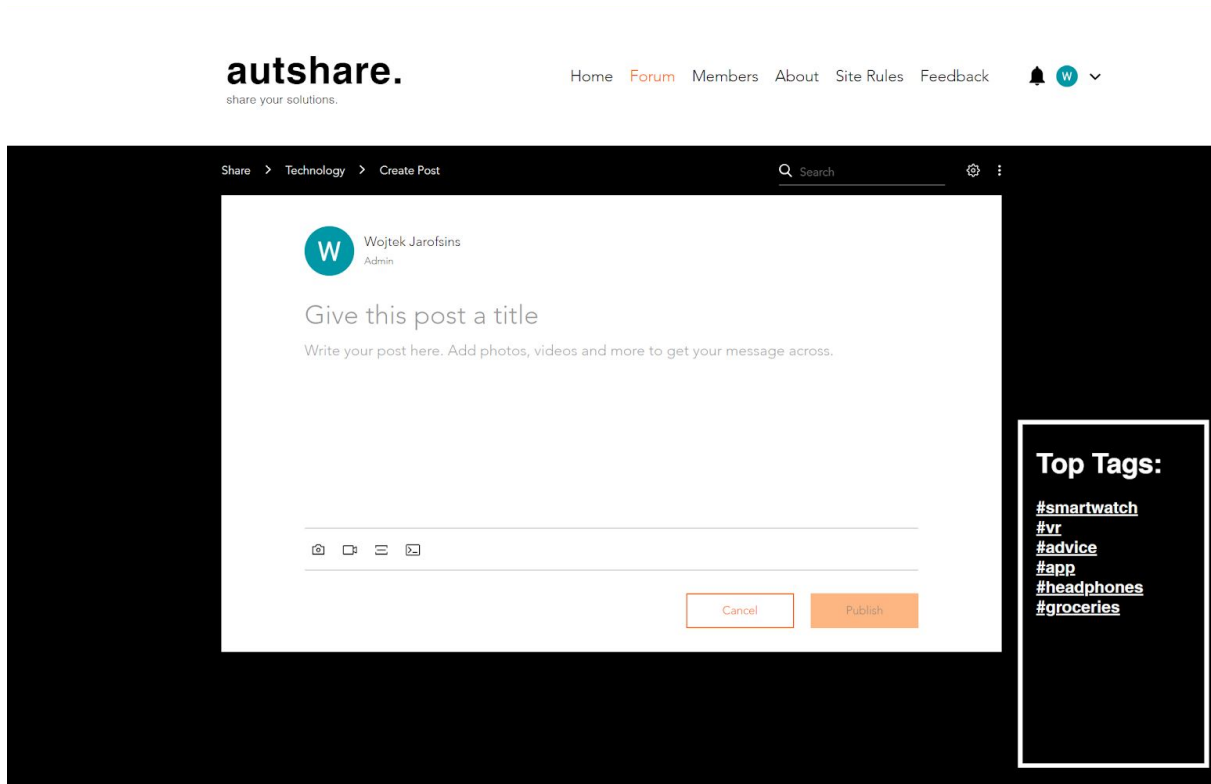 autshare.
share your solutions.
Home Forum Members About Site Rules Feedback
W
Share > Technology > Create Post
Search
W
Wojtek Jarofsins
Admin
Give this post a title
Write your post here. Add photos, videos and more to get your message across.
Cancel
Publish
Top Tags:
#smartwatch
#vr
#advice
#app
#headphones
#groceries